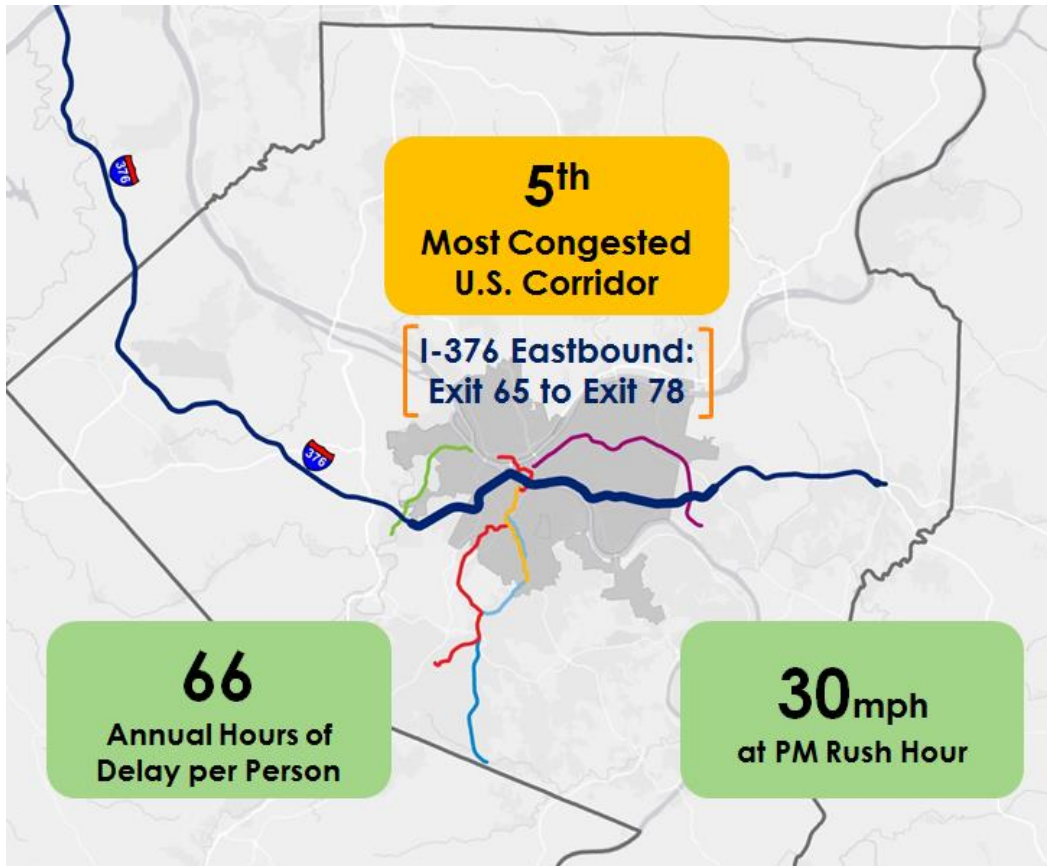 376
5th
Most Congested
U.S. Corridor
I-376 Eastbound:
Exit 65 to Exit 78
376
66
Annual Hours of
Delay per Person
30mph
at PM Rush Hour